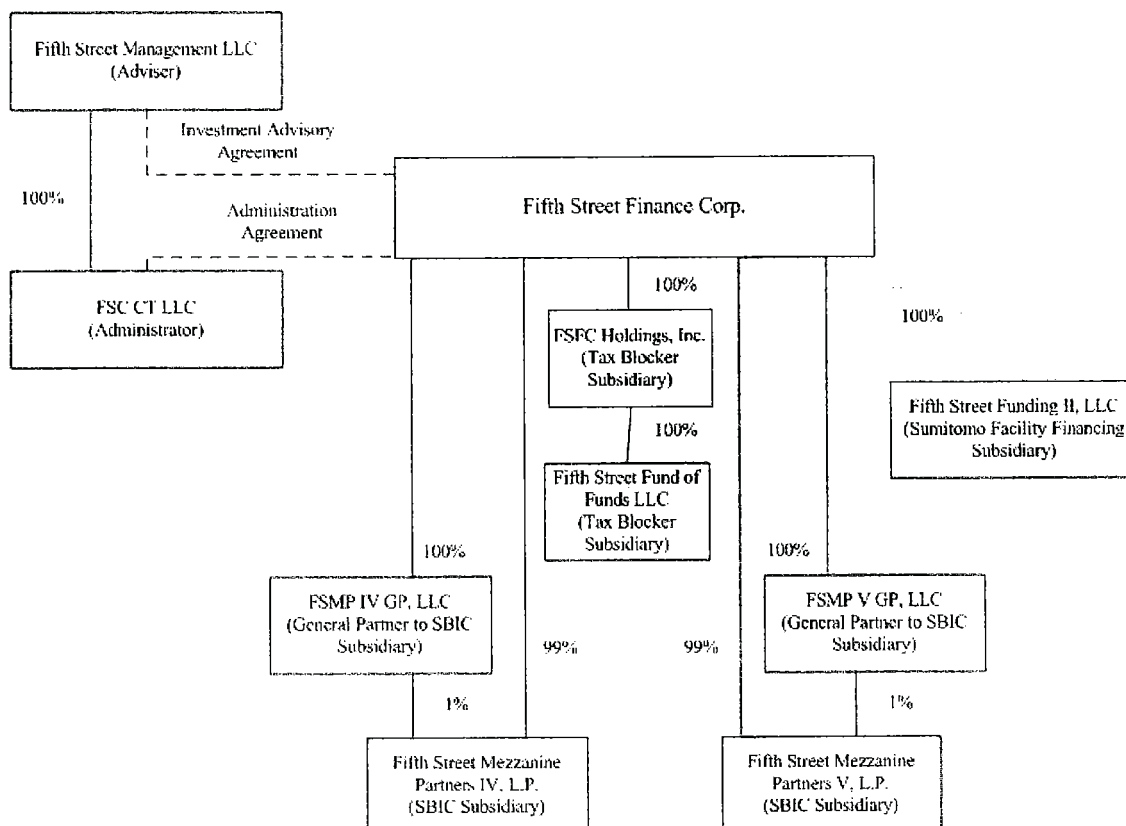 Fifth Street Management LLC
(Adviser)
Investment Advisory
Agreement
100%
Fifth Street Finance Corp.
Administration
Agreement
FSC CT LLC
(Administrator)
100%
100%
FSFC Holdings, Inc.
(Tax Blocker
Subsidiary)
100%
Fifth Street Funding II, LLC
(Sumitomo Facility Financing
Subsidiary)
Fifth Street Fund of
Funds LLC
(Tax Blocker
Subsidiary)
100%
100%
FSMP IV GP, LLC
(General Partner to SBIC
Subsidiary)
FSMP V GP, LLC
(General Partner to SBIC
Subsidiary)
99%
99%
1%
1%
Fifth Street Mezzanine
Partners IV, L.P.
(SBIC Subsidiary)
Fifth Street Mezzanine
Partners V, L.P.
(SBIC Subsidiary)